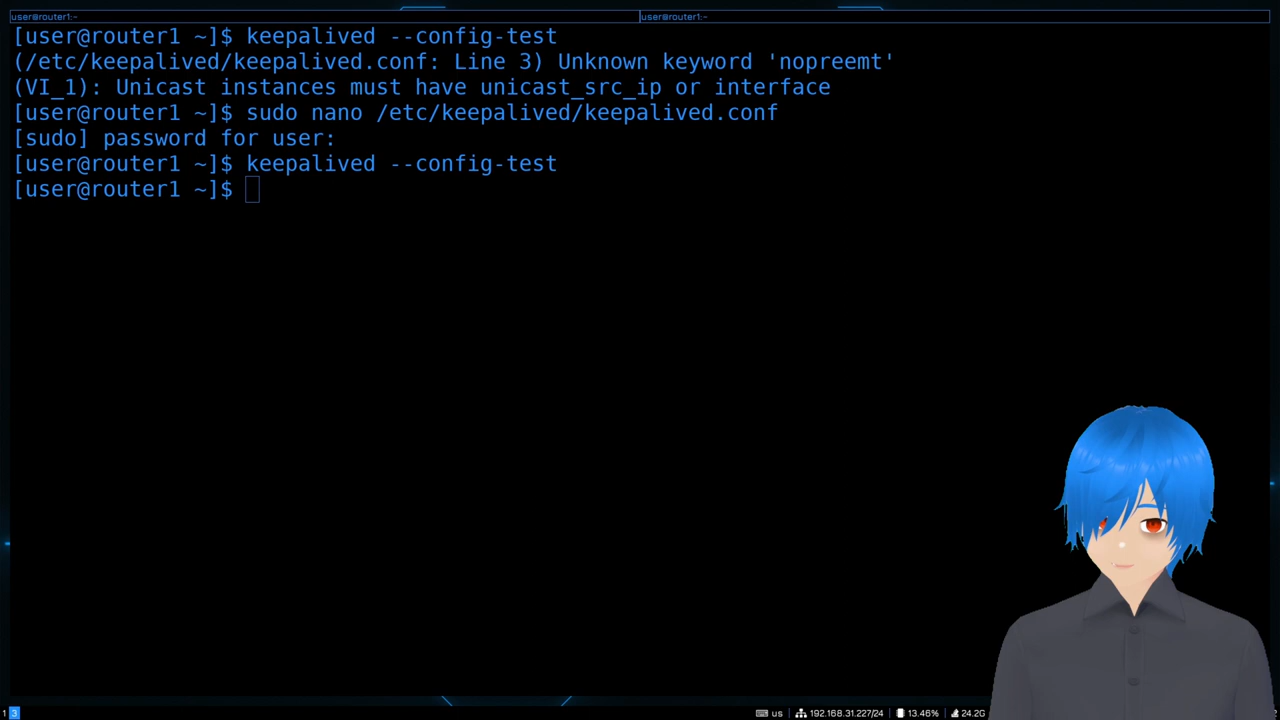 user@router1:~
user@router1:~
[user@router1 ~]$ keepalived --config-test
(/etc/keepalived/keepalived.conf: Line 3) Unknown keyword 'nopreemt'
(VI_1): Unicast instances must have unicast_src_ip or interface
[user@router1 ~]$ sudo nano /etc/keepalived/keepalived.conf
[sudo] password for user:
[user@router1 ~]$ keepalived --config-test
[user@router1 ~]$
1 3 us 192.168.31.227/24 13.46% 24.2G